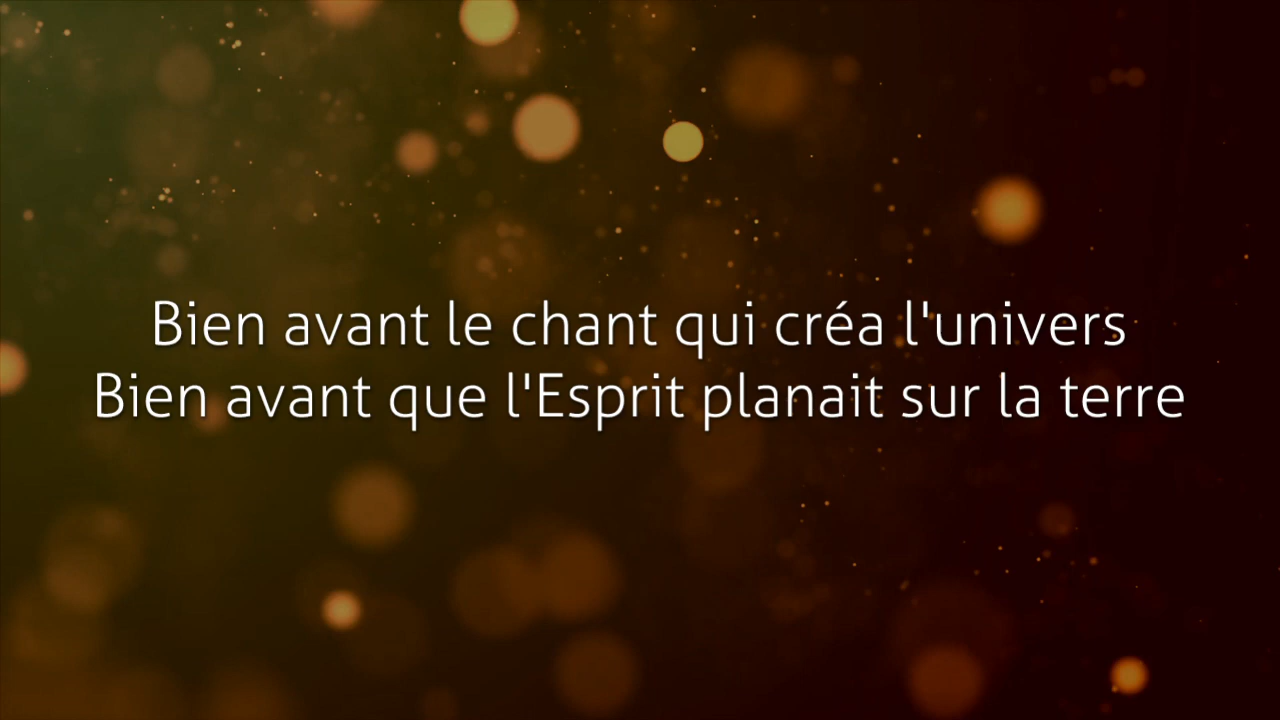 Bien avant le chant qui créa l'univers
Bien avant que l'Esprit planait sur la terre